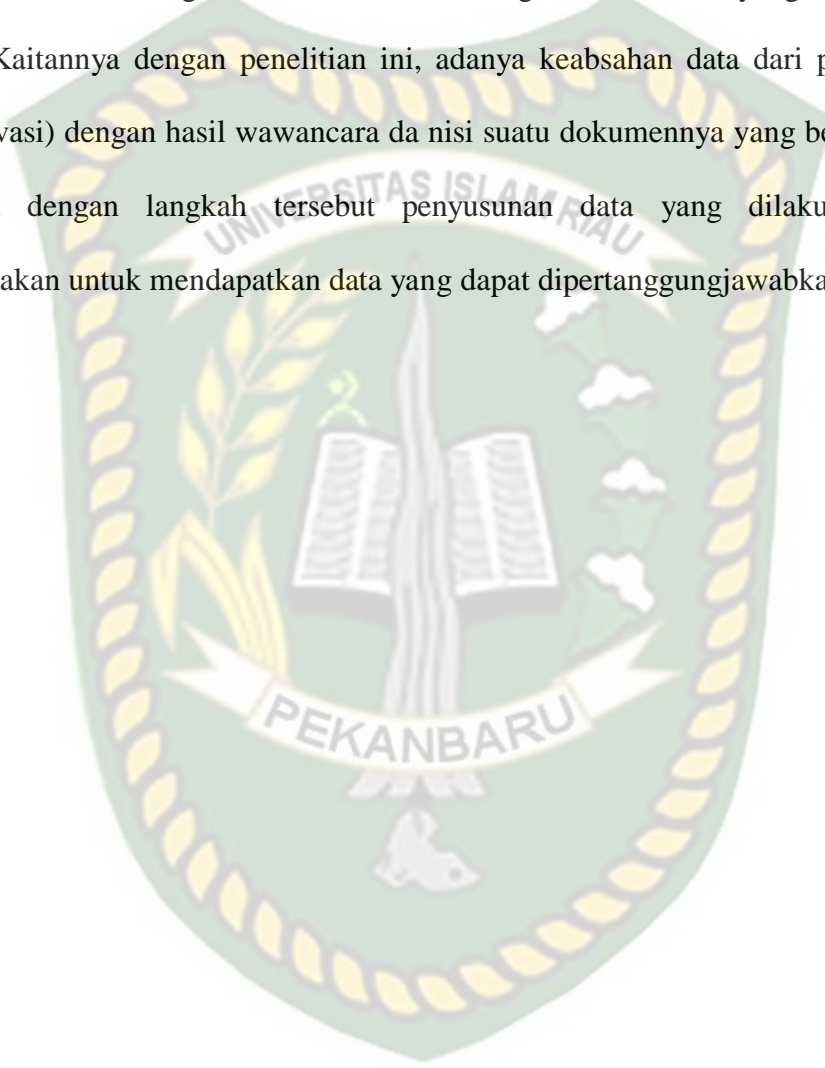 Kaitannya dengan penelitian ini, adanya keabsahan data dari p
vasi) dengan hasil wawancara da nisi suatu dokumennya yang be
UNIVERSITAS ISLAM RIAU
dengan langkah tersebut penyusunan data yang dilaku
akan untuk mendapatkan data yang dapat dipertanggungjawabka
PEKANBARU